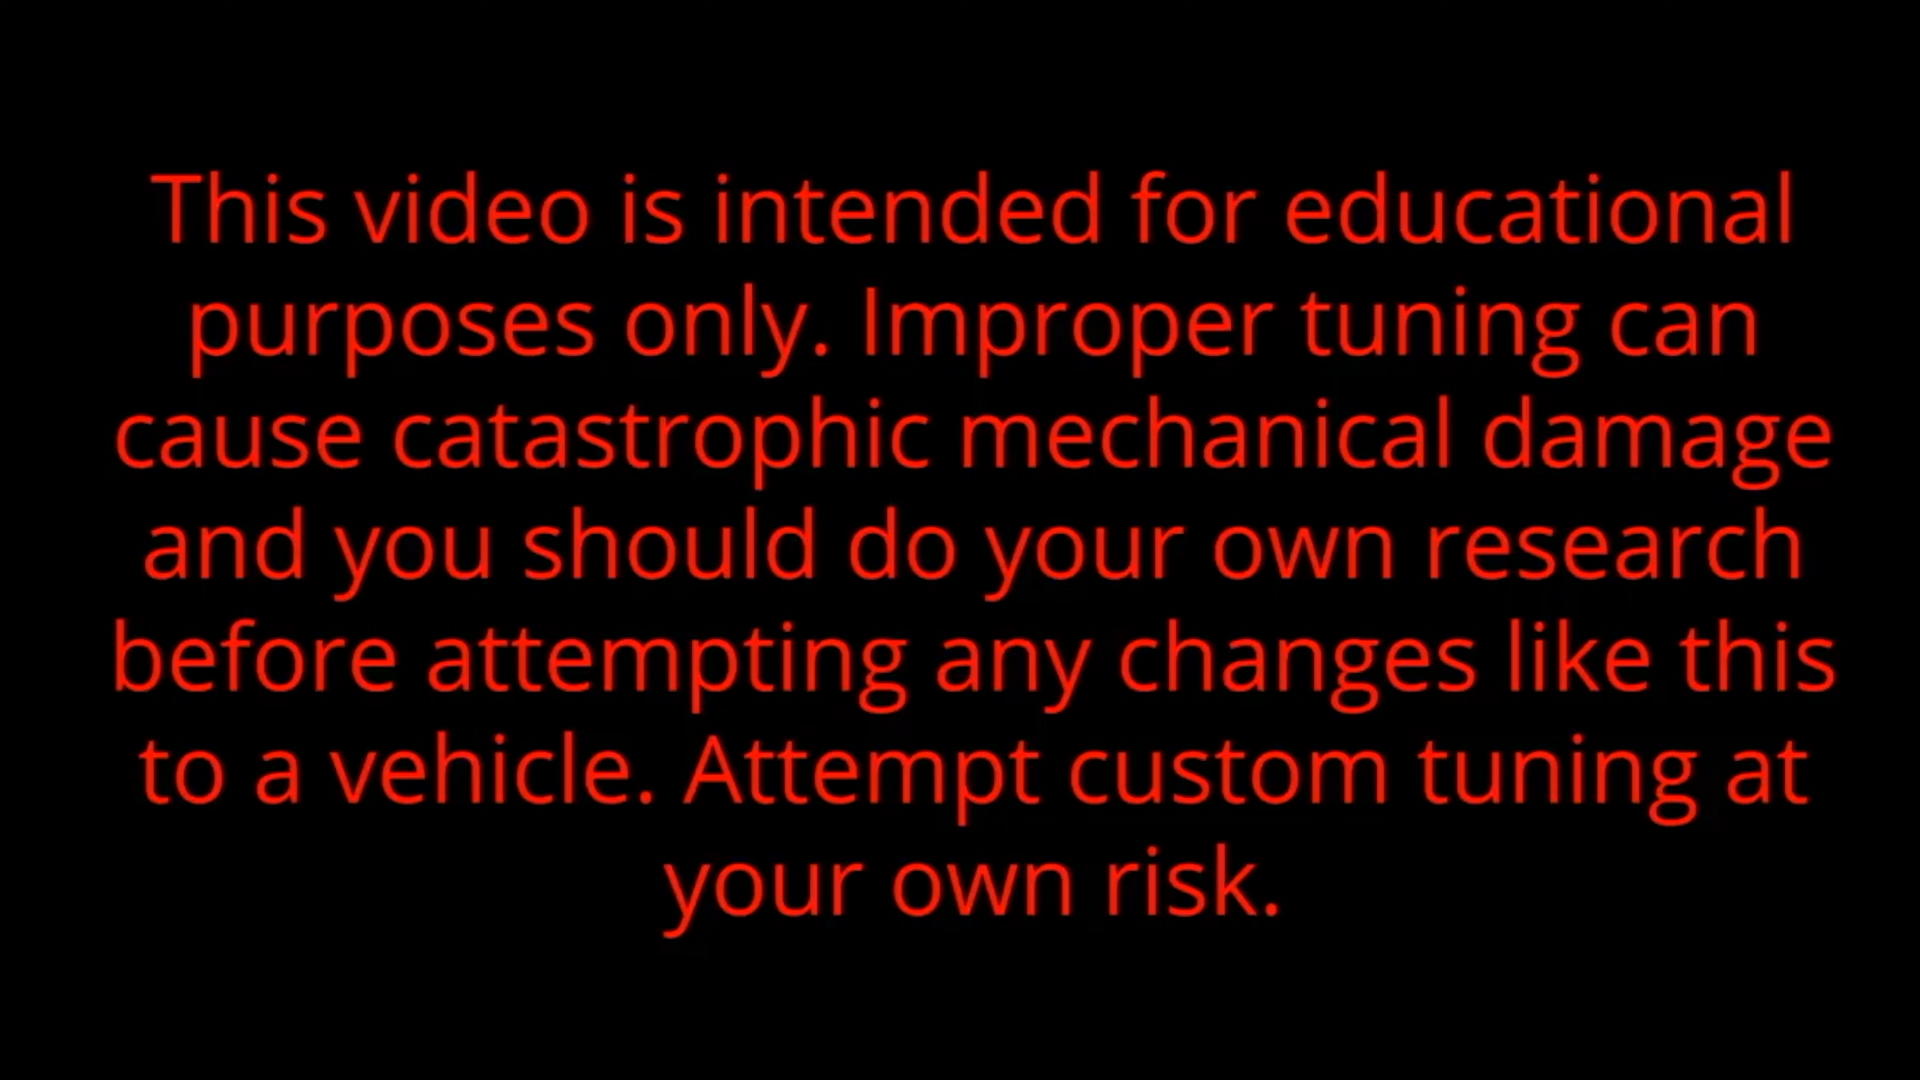 This video is intended for educational
purposes only. Improper tuning can
cause catastrophic mechanical damage
and you should do your own research
before attempting any changes like this
to a vehicle. Attempt custom tuning at
your own risk.